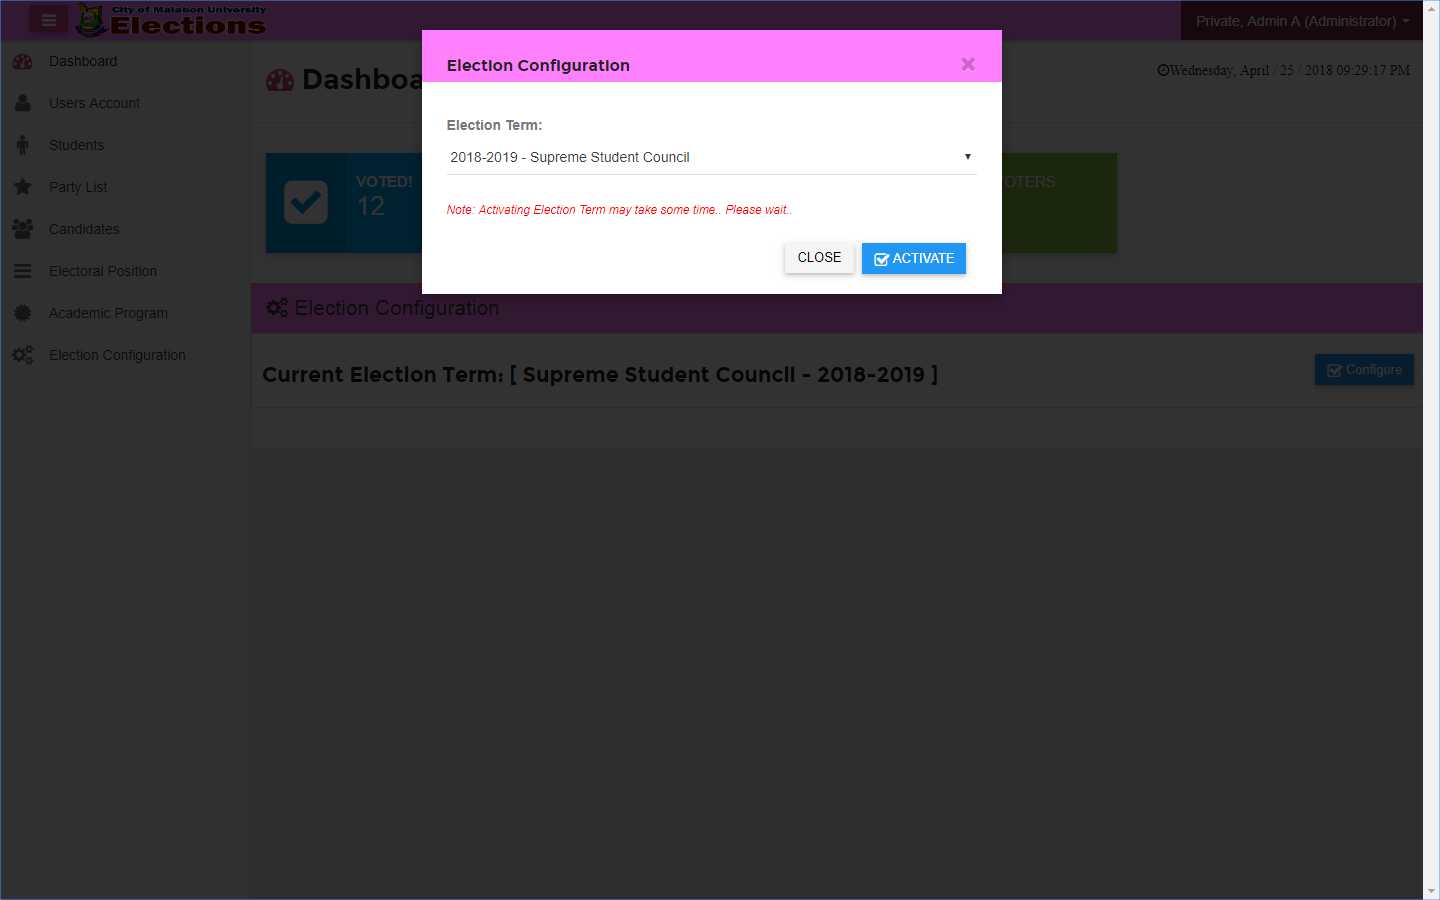 City of Malabon University
Elections
Private, Admin A (Administrator)
Dashboard
Users Account
Students
Party List
Candidates
Electoral Position
Academic Program
Election Configuration
Wednesday, April / 25 / 2018 09:29:17 PM
VOTED!
12
Election Configuration
Election Term:
2018-2019 - Supreme Student Council
Note: Activating Election Term may take some time.. Please wait..
CLOSE
ACTIVATE
Election Configuration
Current Election Term: [ Supreme Student Council - 2018-2019 ]
Configure